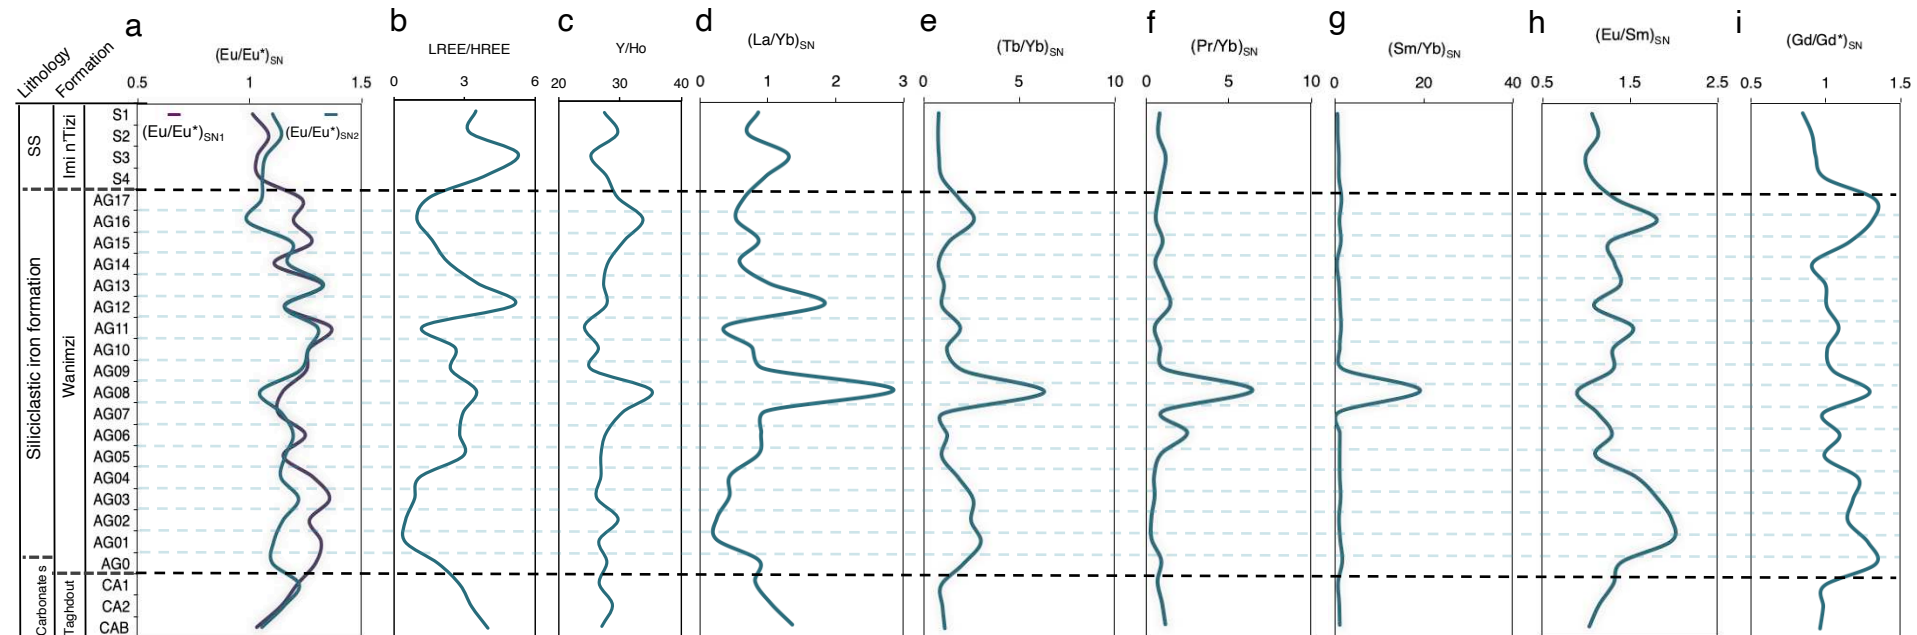 a b c d e f g h i
Lithology Formation
(Eu/Eu*)SN LREE/HREE Y/Ho (La/Yb)SN (Tb/Yb)SN (Pr/Yb)SN (Sm/Yb)SN (Eu/Sm)SN (Gd/Gd*)SN
0.5 1 1.5 0 3 6 20 30 40 0 1 2 3 0 5 10 0 5 10 0 20 40 0.5 1.5 2.5 0.5 1 1.5
(Eu/Eu*)SN1 (Eu/Eu*)SN2
SS
Siliciclastic iron formation
Carbonates
Imi n'Tizi
Wanimzi
Taghdout
S1
S2
S3
S4
AG17
AG16
AG15
AG14
AG13
AG12
AG11
AG10
AG09
AG08
AG07
AG06
AG05
AG04
AG03
AG02
AG01
AG0
CA1
CA2
CAB